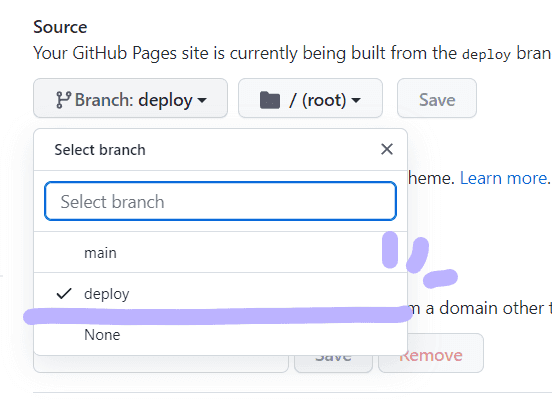 Source
Your GitHub Pages site is currently being built from the deploy bran
Branch: deploy
/ (root)
Save
Select branch
heme. Learn more.
Select branch
main
deploy
m a domain other t
None
Save
Remove